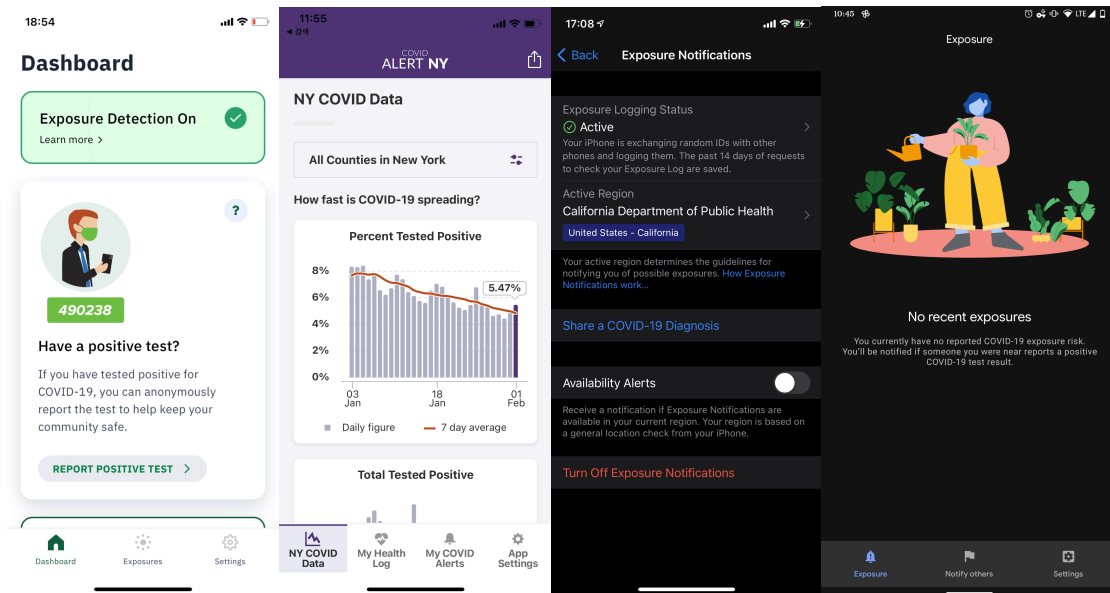 18:54
Dashboard
Exposure Detection On
Learn more >
?
490238
Have a positive test?
If you have tested positive for
COVID-19, you can anonymously
report the test to help keep your
community safe.
REPORT POSITIVE TEST >
Dashboard
Exposures
Settings
11:55
◀ 검색
COVID
ALERT NY
NY COVID Data
All Counties in New York
How fast is COVID-19 spreading?
Percent Tested Positive
8%
6%
4%
2%
0%
5.47%
03
Jan
18
Jan
01
Feb
Daily figure
7 day average
Total Tested Positive
NY COVID
Data
My Health
Log
My COVID
Alerts
App
Settings
17:08
Back
Exposure Notifications
Exposure Logging Status
Active
Your iPhone is exchanging random IDs with other
phones and logging them. The past 14 days of requests
to check your Exposure Log are saved.
Active Region
California Department of Public Health
United States - California
Your active region determines the guidelines for
notifying you of possible exposures. How Exposure
Notifications work...
Share a COVID-19 Diagnosis
Availability Alerts
Receive a notification if Exposure Notifications are
available in your current region. Your region is based on
a general location check from your iPhone.
Turn Off Exposure Notifications
10:45
LTE
Exposure
No recent exposures
You currently have no reported COVID-19 exposure risk.
You'll be notified if someone you were near reports a positive
COVID-19 test result.
Exposure
Notify others
Settings